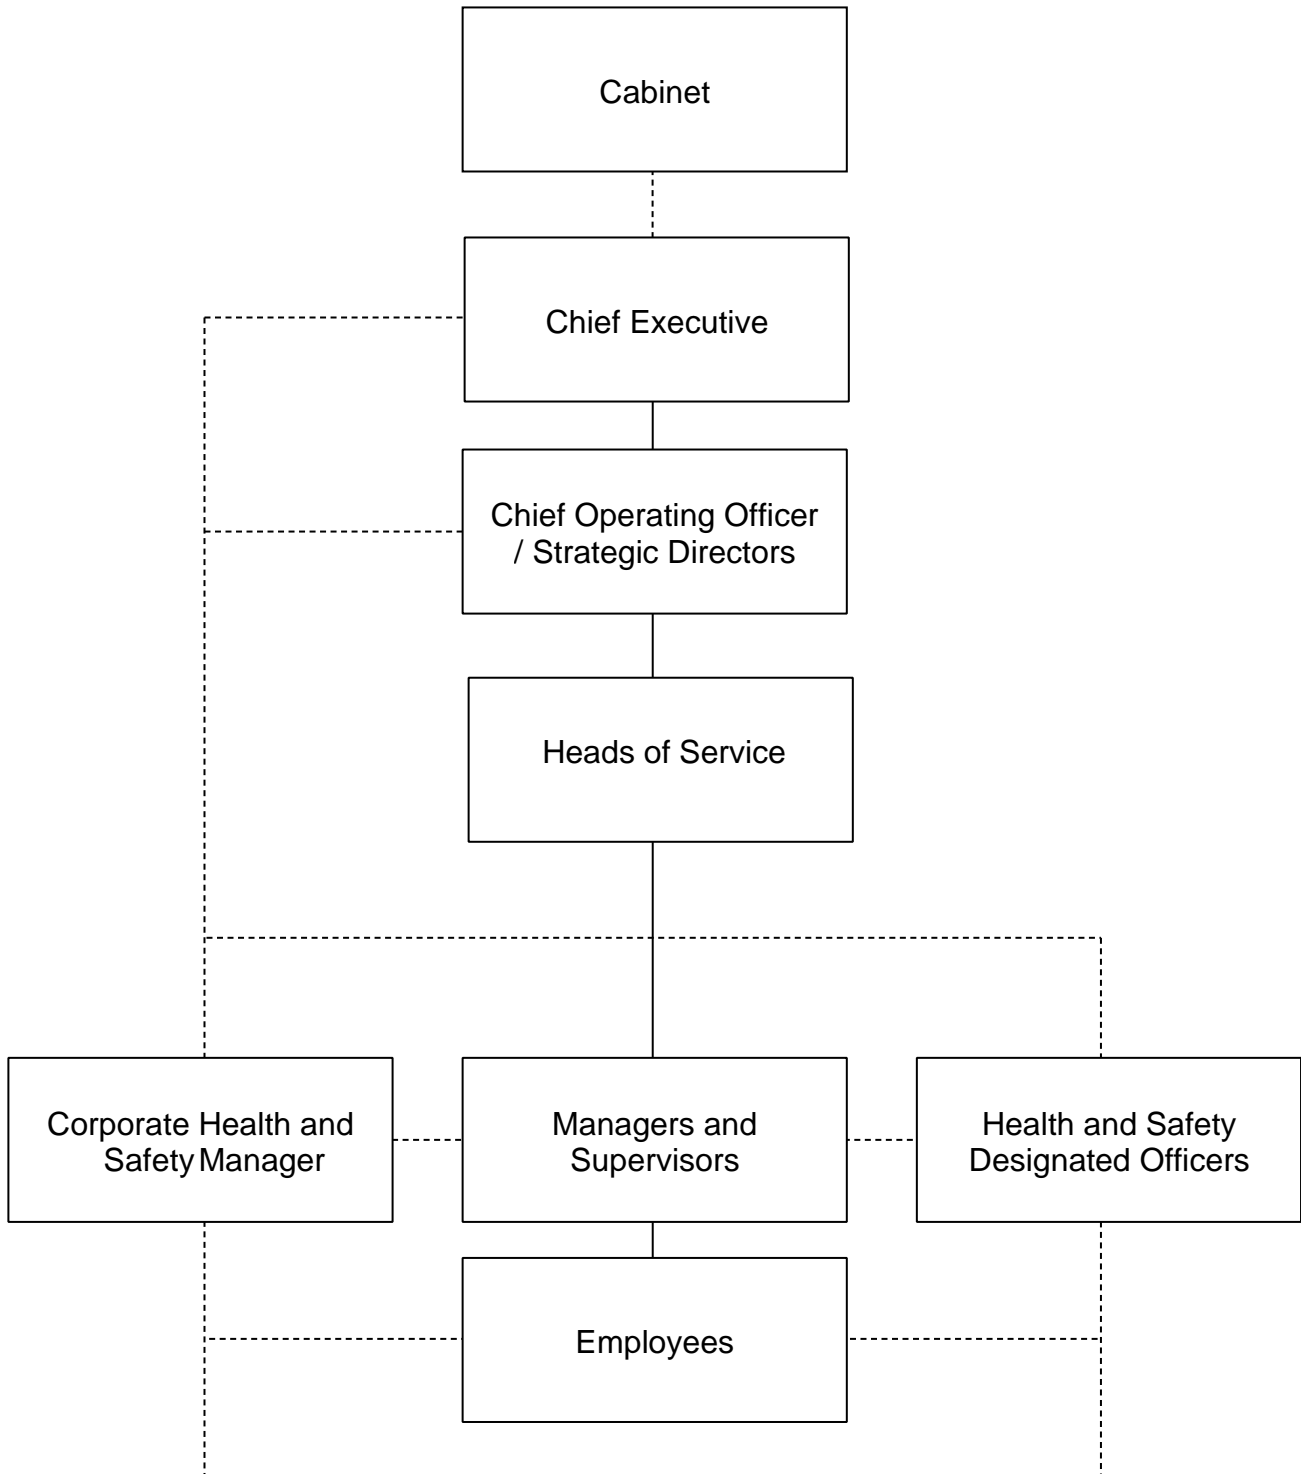 Cabinet
Chief Executive
Chief Operating Officer
/ Strategic Directors
Heads of Service
Corporate Health and
Safety Manager
Managers and
Supervisors
Health and Safety
Designated Officers
Employees